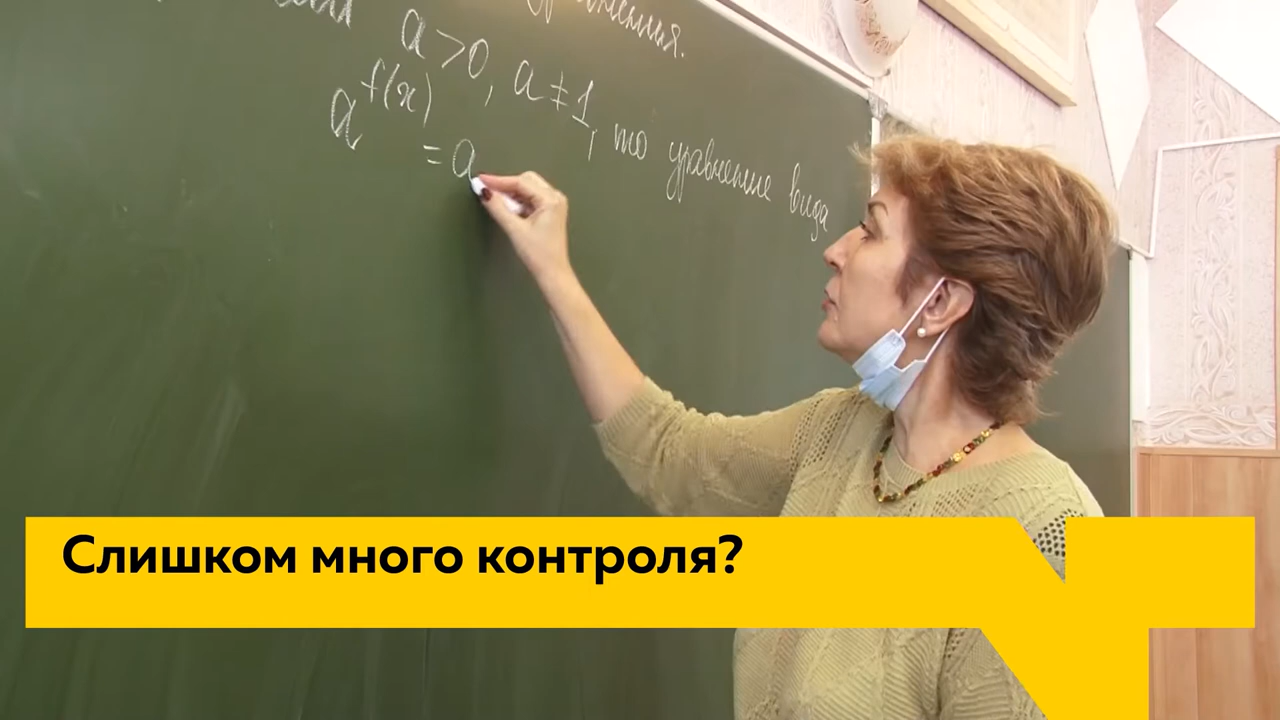 a>0, a≠1, то уравнение вида
a^f(x) = a
Слишком много контроля?